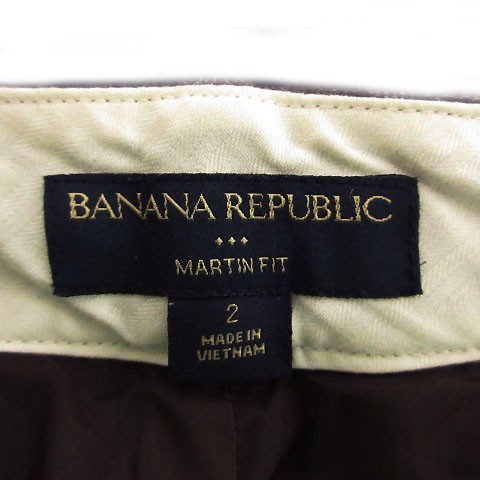 BANANA REPUBLIC
MARTIN FIT
2
MADE IN
VIETNAM